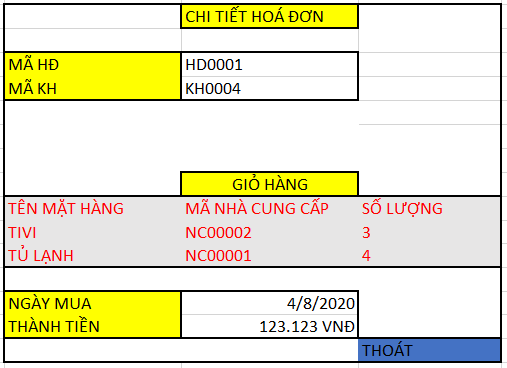 CHI TIẾT HOÁ ĐƠN
MÃ HĐ HD0001
MÃ KH KH0004
GIỎ HÀNG
TÊN MẶT HÀNG MÃ NHÀ CUNG CẤP SỐ LƯỢNG
TIVI NC00002 3
TỦ LẠNH NC00001 4
NGÀY MUA 4/8/2020
THÀNH TIỀN 123.123 VNĐ
THOÁT